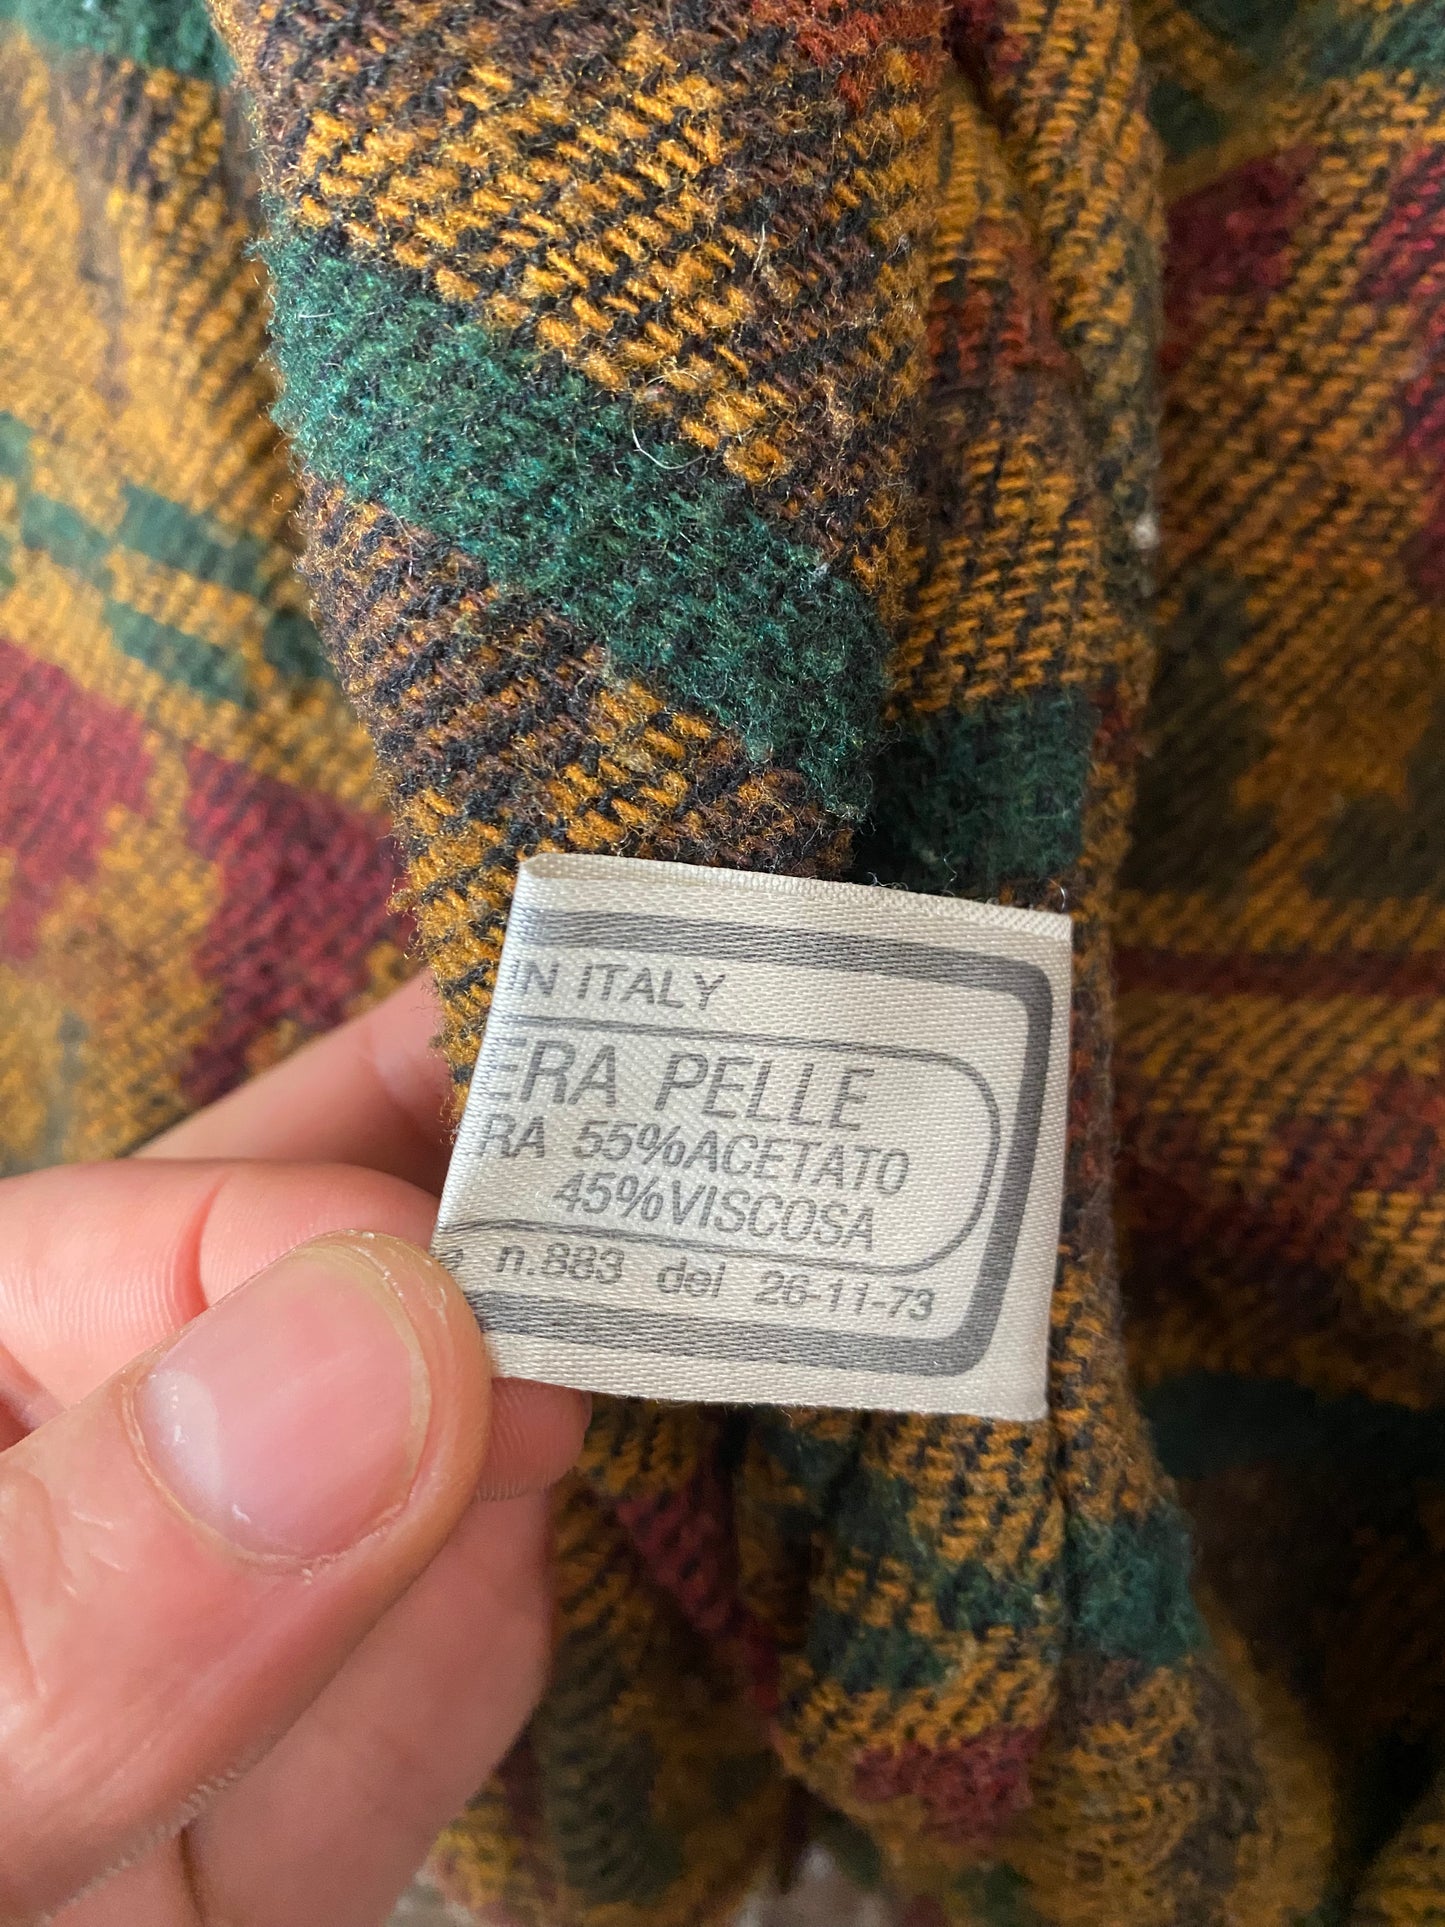 IN ITALY
ERA PELLE
RA 55%ACETATO
45%VISCOSA
n.883 del 26-11-73